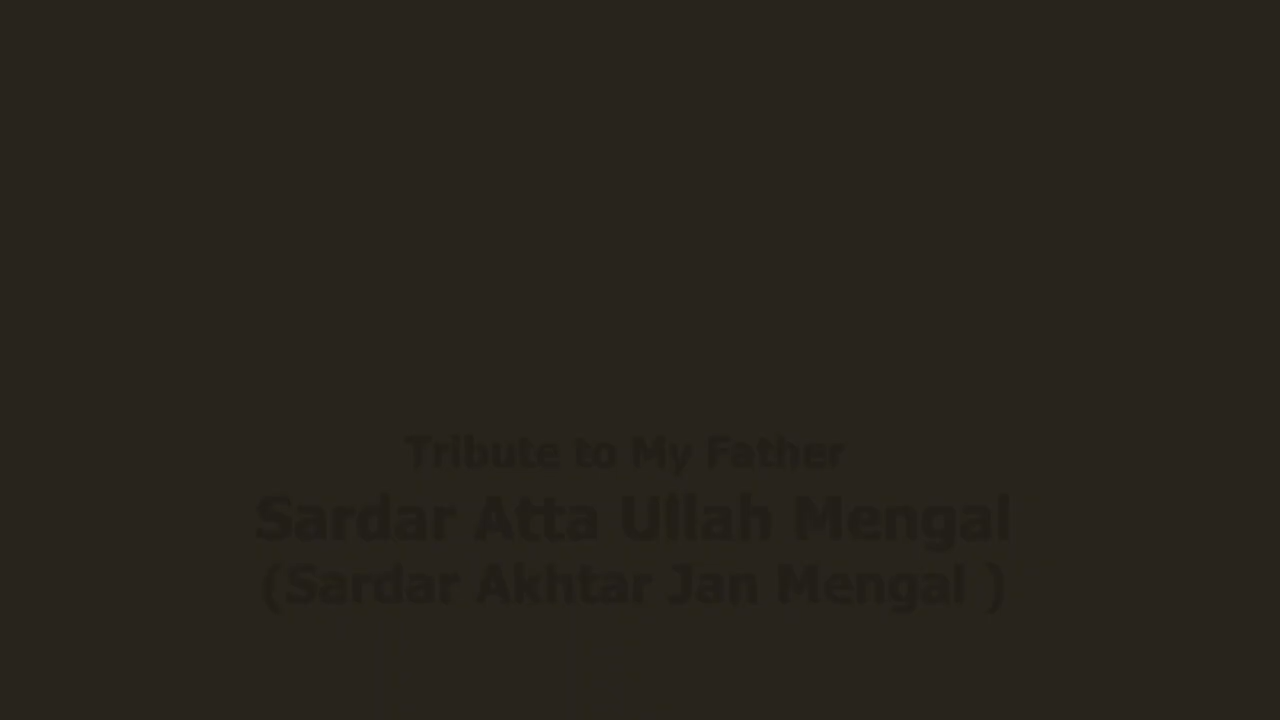 Tribute to My Father
Sardar Atta Ullah Mengal
(Sardar Akhtar Jan Mengal )